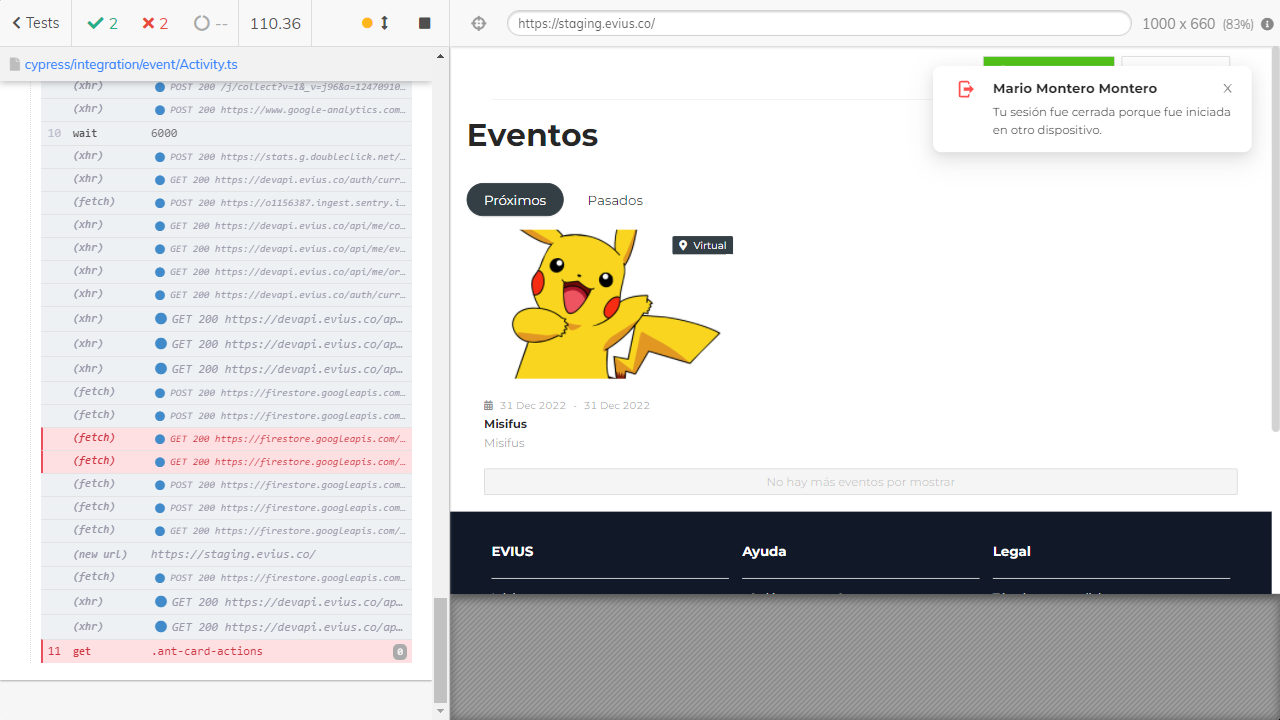 Tests
2
2
--
110.36
https://staging.evius.co/
1000 x 660 (83%)
cypress/integration/event/Activity.ts
(xhr) POST 200 /j/collect?v=1&_v=j96&a=12470910...
(xhr) POST 200 https://www.google-analytics.com...
10 wait 6000
(xhr) POST 200 https://stats.g.doubleclick.net/...
(xhr) GET 200 https://devapi.evius.co/auth/curr...
(fetch) POST 200 https://o1156387.ingest.sentry.i...
(xhr) GET 200 https://devapi.evius.co/api/me/co...
(xhr) GET 200 https://devapi.evius.co/api/me/ev...
(xhr) GET 200 https://devapi.evius.co/api/me/or...
(xhr) GET 200 https://devapi.evius.co/auth/curr...
(xhr) GET 200 https://devapi.evius.co/ap...
(xhr) GET 200 https://devapi.evius.co/ap...
(xhr) GET 200 https://devapi.evius.co/ap...
(fetch) POST 200 https://firestore.googleapis.com...
(fetch) POST 200 https://firestore.googleapis.com...
(fetch) GET 200 https://firestore.googleapis.com/...
(fetch) GET 200 https://firestore.googleapis.com/...
(fetch) POST 200 https://firestore.googleapis.com...
(fetch) POST 200 https://firestore.googleapis.com...
(fetch) GET 200 https://firestore.googleapis.com/...
(new url) https://staging.evius.co/
(fetch) POST 200 https://firestore.googleapis.com...
(xhr) GET 200 https://devapi.evius.co/ap...
(xhr) GET 200 https://devapi.evius.co/ap...
11 get .ant-card-actions 0
Mario Montero Montero
Tu sesión fue cerrada porque fue iniciada
en otro dispositivo.
Eventos
Próximos
Pasados
Virtual
31 Dec 2022 - 31 Dec 2022
Misifus
Misifus
No hay más eventos por mostrar
EVIUS
Ayuda
Legal